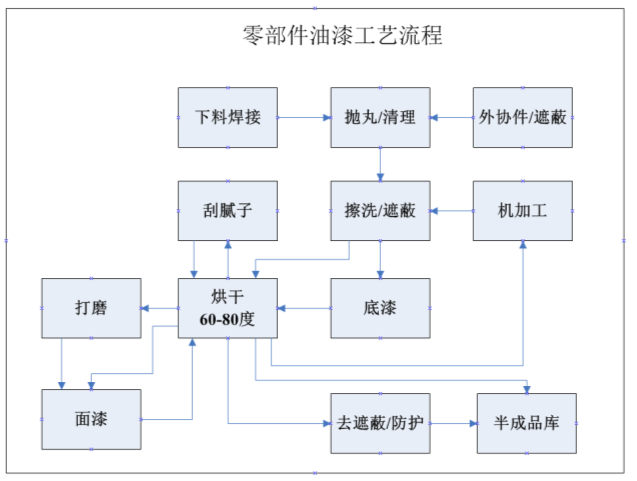 零部件油漆工艺流程
下料焊接
抛丸/清理
外协件/遮蔽
刮腻子
擦洗/遮蔽
机加工
打磨
烘干
60-80度
底漆
面漆
去遮蔽/防护
半成品库